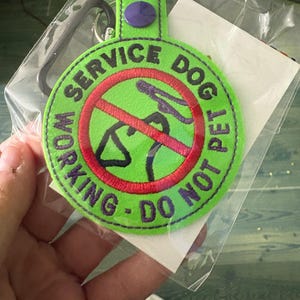 SERVICE DOG
WORKING - DO NOT PET